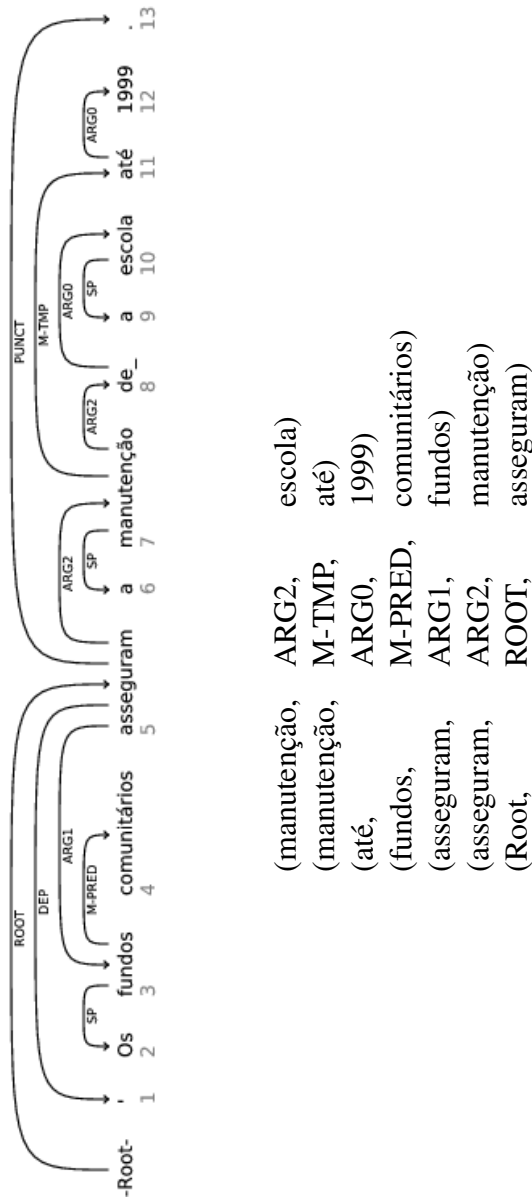 ROOT
PUNCT
DEP
M-TMP
ARG1
ARG2
ARG0
SP
M-PRED
SP
ARG2
SP
ARG0
-Root- ' Os fundos comunitários asseguram a manutenção de_ a escola até 1999 .
1 2 3 4 5 6 7 8 9 10 11 12 13
(manutenção, ARG2, escola)
(manutenção, M-TMP, até)
(até, ARG0, 1999)
(fundos, M-PRED, comunitários)
(asseguram, ARG1, fundos)
(asseguram, ARG2, manutenção)
(Root, ROOT, asseguram)